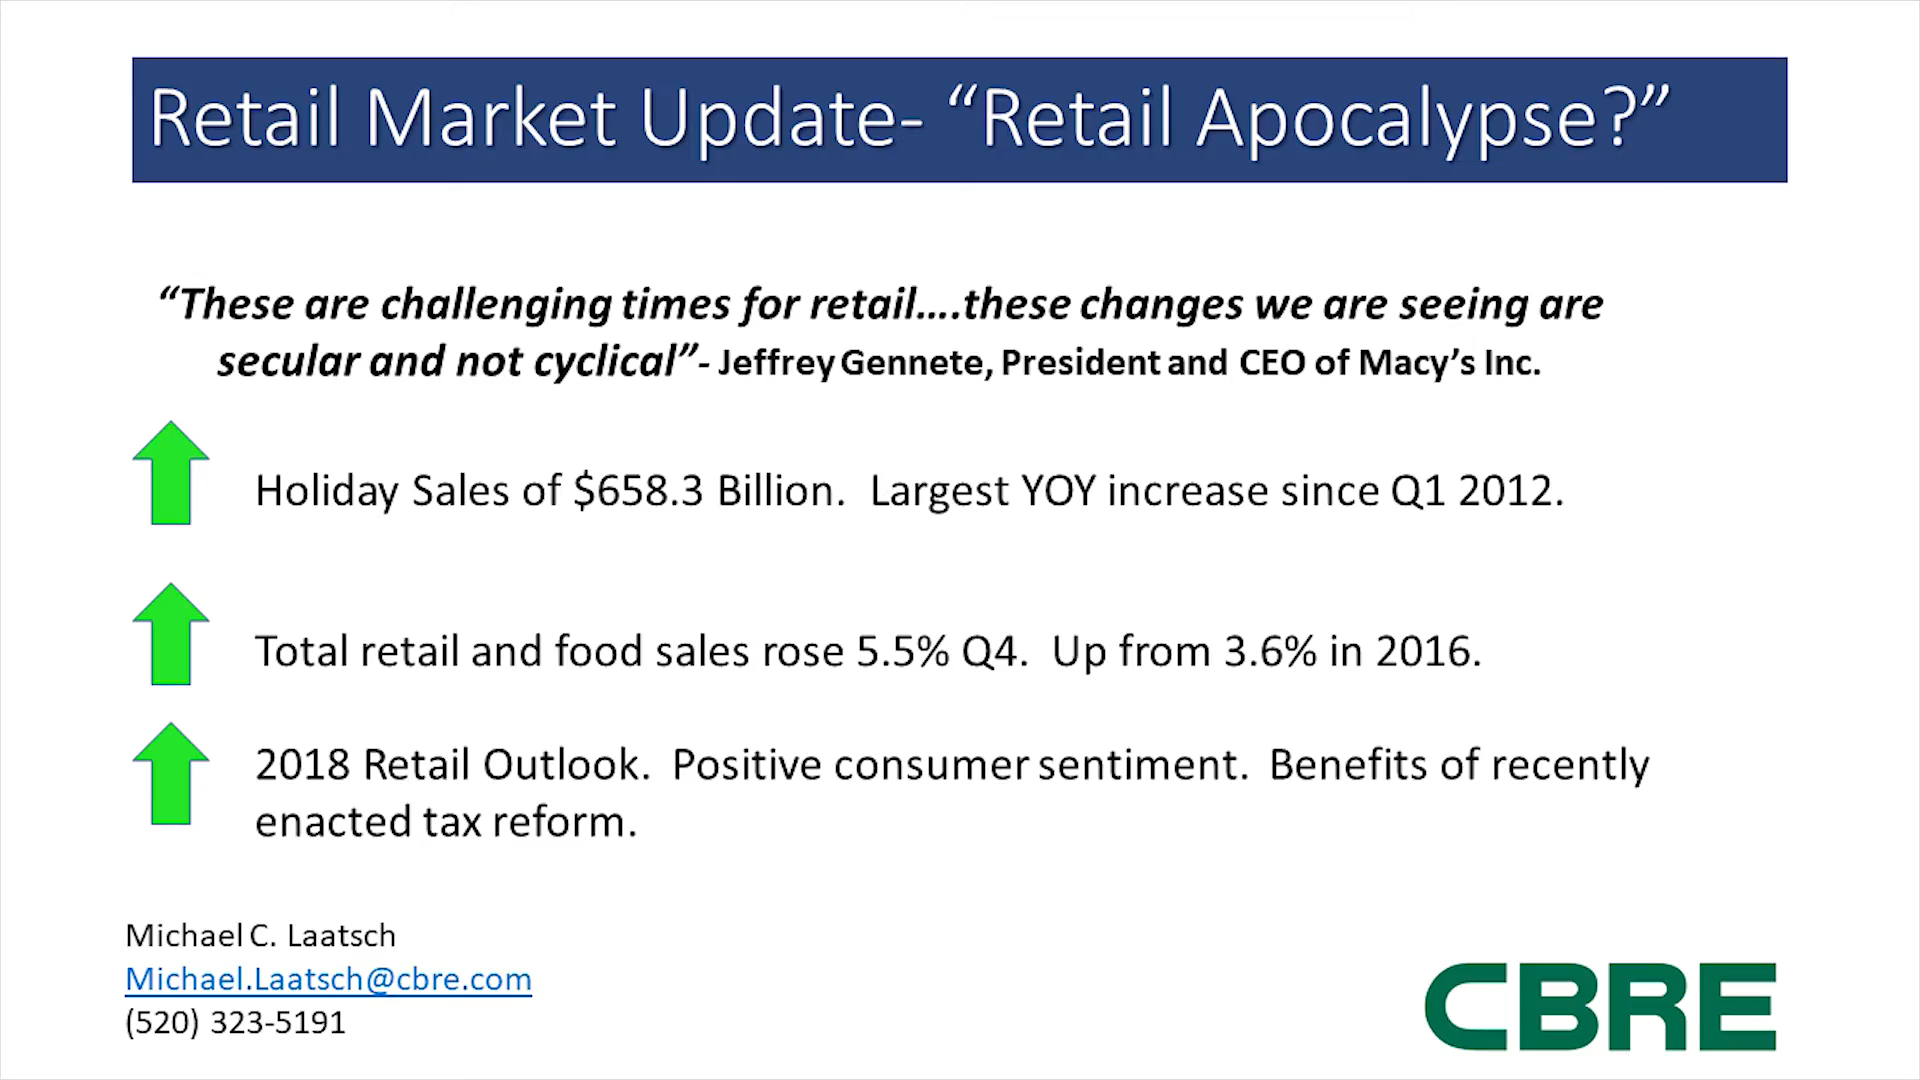 Retail Market Update- “Retail Apocalypse?”
“These are challenging times for retail….these changes we are seeing are
secular and not cyclical”- Jeffrey Gennete, President and CEO of Macy’s Inc.
Holiday Sales of $658.3 Billion.  Largest YOY increase since Q1 2012.
Total retail and food sales rose 5.5% Q4.  Up from 3.6% in 2016.
2018 Retail Outlook.  Positive consumer sentiment.  Benefits of recently
enacted tax reform.
Michael C. Laatsch
Michael.Laatsch@cbre.com
(520) 323-5191
CBRE